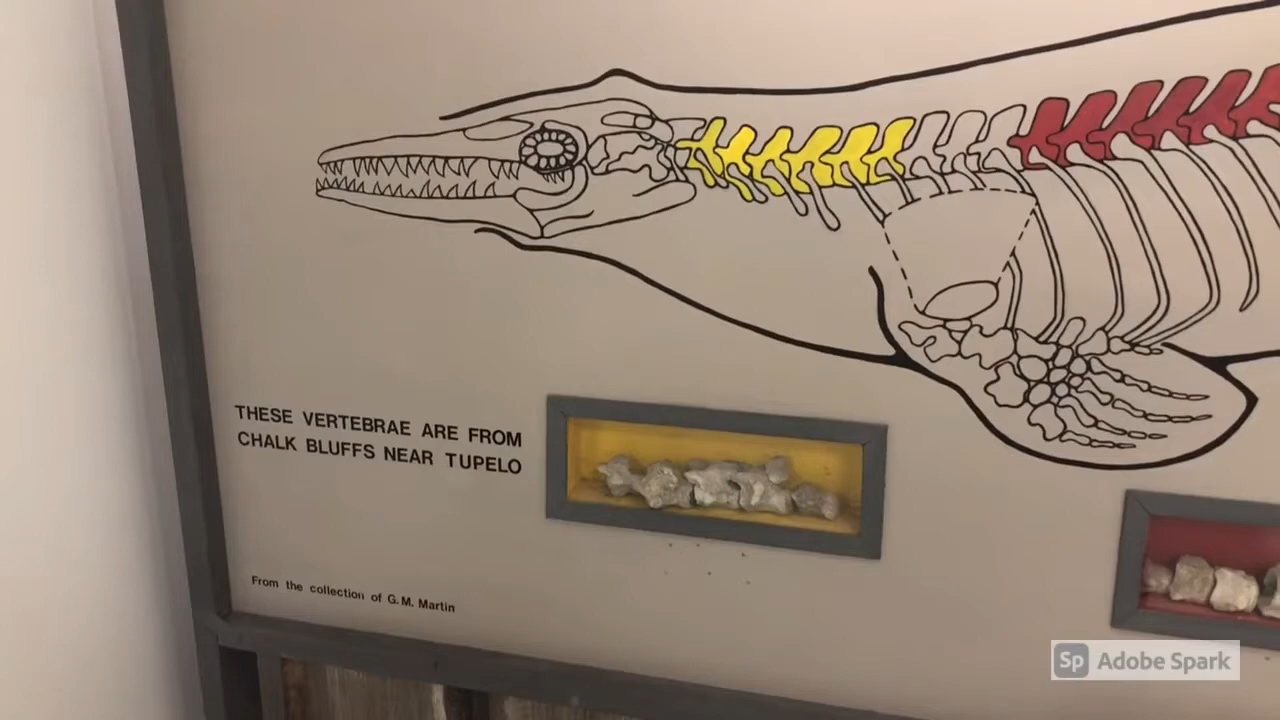 THESE VERTEBRAE ARE FROM
CHALK BLUFFS NEAR TUPELO
From the collection of G.M. Martin
Sp Adobe Spark